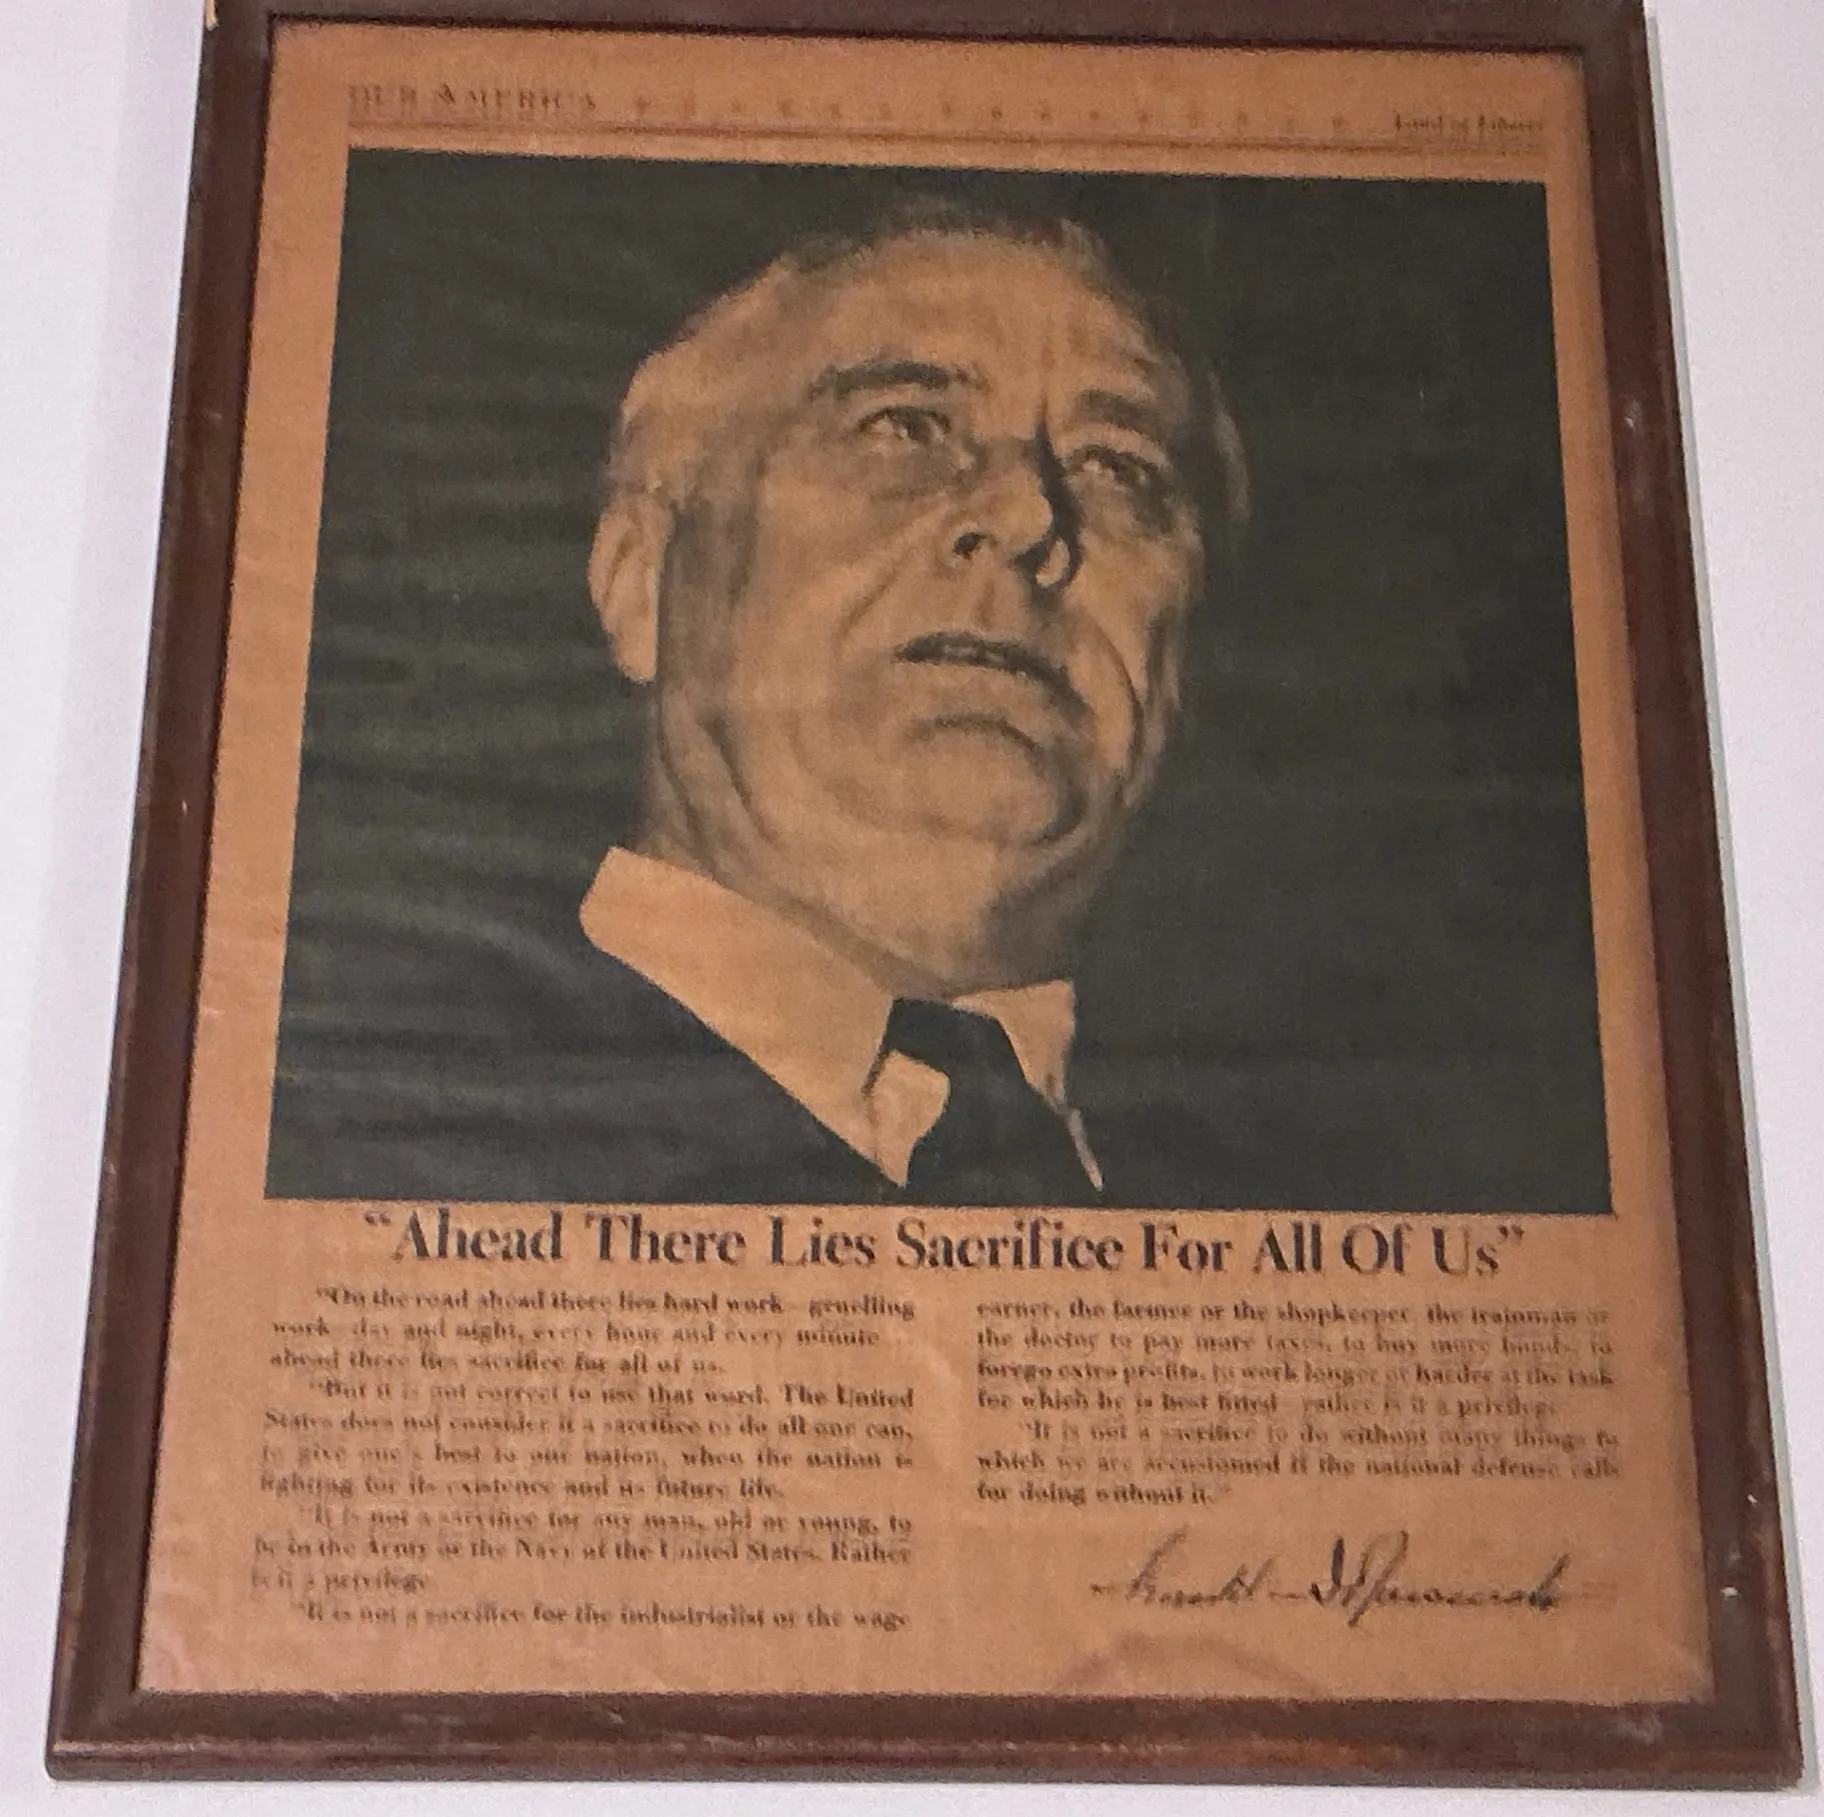 OUR AMERICA
Land of Liberty
“Ahead There Lies Sacrifice For All Of Us”
“On the road ahead there lies hard work—gruelling
work—day and night, every hour and every minute
ahead there lies sacrifice for all of us.
“But it is not correct to use that word. The United
States does not consider it a sacrifice to do all one can,
to give one's best to our nation, when the nation is
fighting for its existence and its future life.
“It is not a sacrifice for any man, old or young, to
be in the Army or the Navy of the United States. Rather
is it a privilege
“It is not a sacrifice for the industrialist or the wage
earner, the farmer or the shopkeeper, the trainman or
the doctor to pay more taxes, to buy more bonds, to
forego extra profits, to work longer or harder at the task
for which he is best fitted—rather is it a privilege
“It is not a sacrifice to do without many things to
which we are accustomed if the national defense calls
for doing without it.”
Franklin D Roosevelt